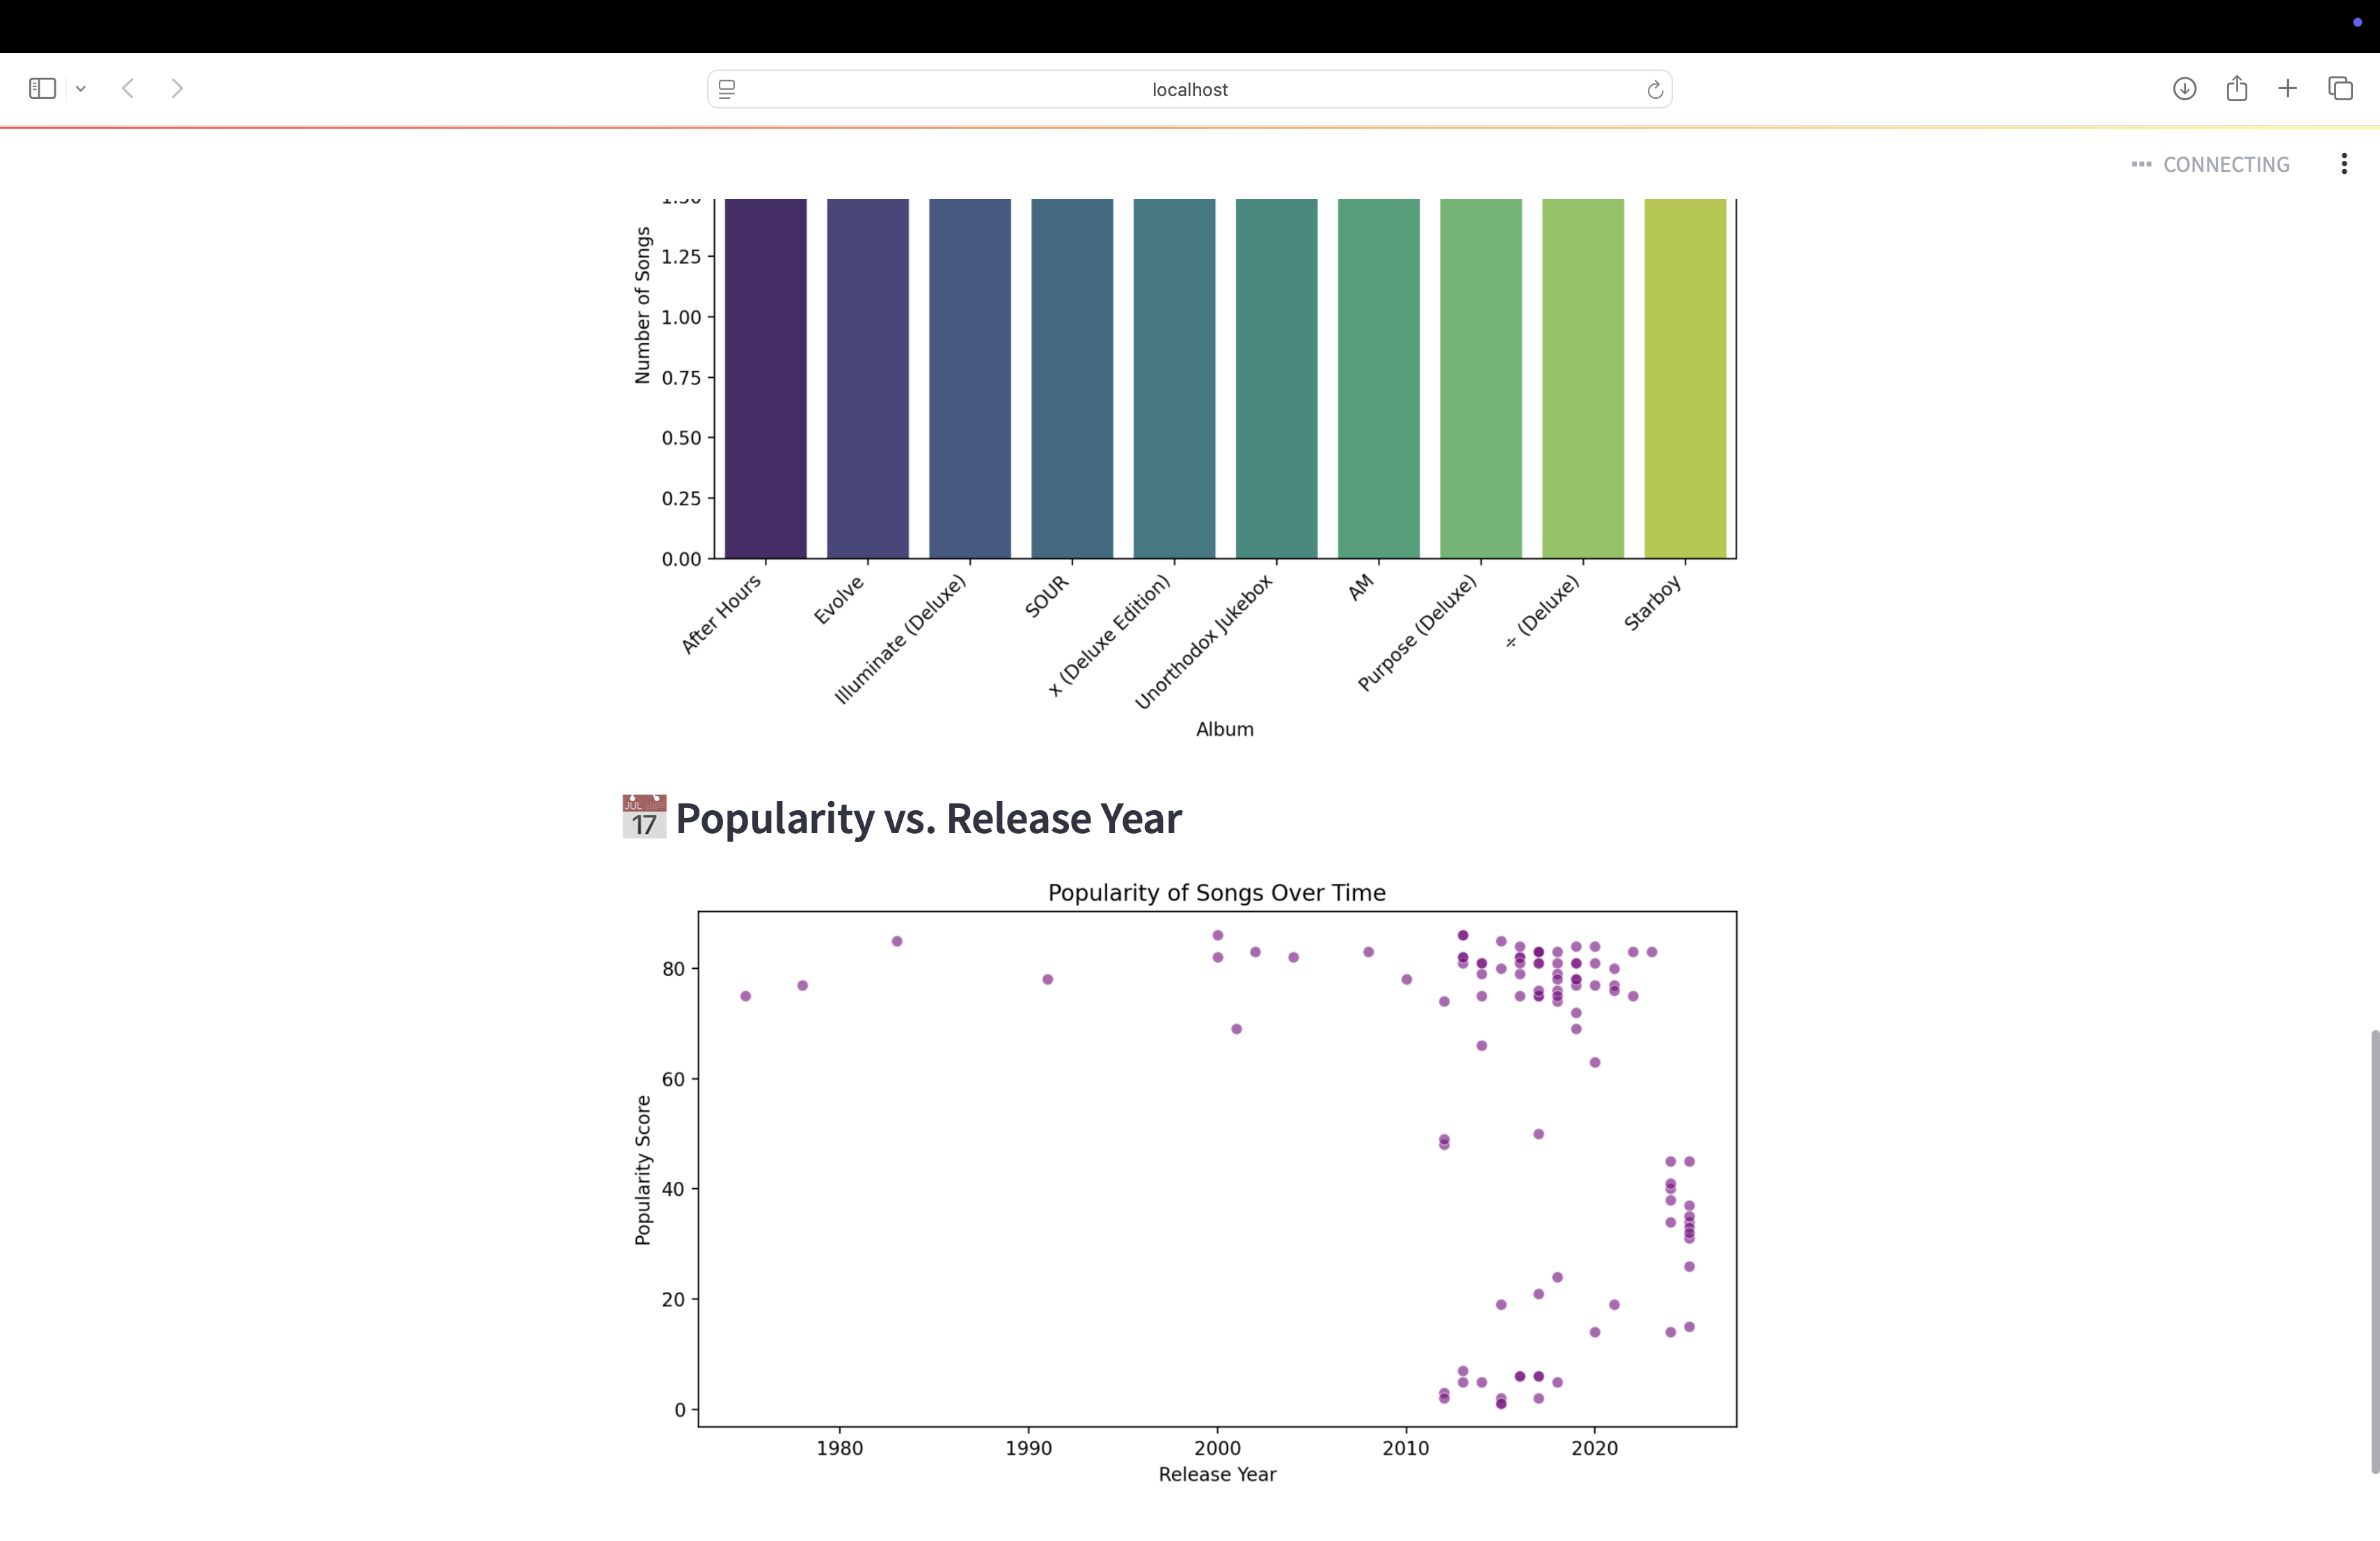 localhost
CONNECTING
Number of Songs
1.25
1.00
0.75
0.50
0.25
0.00
After Hours
Evolve
Illuminate (Deluxe)
SOUR
x (Deluxe Edition)
Unorthodox Jukebox
AM
Purpose (Deluxe)
÷ (Deluxe)
Starboy
Album
JUL
17
Popularity vs. Release Year
Popularity of Songs Over Time
Popularity Score
80
60
40
20
0
1980 1990 2000 2010 2020
Release Year